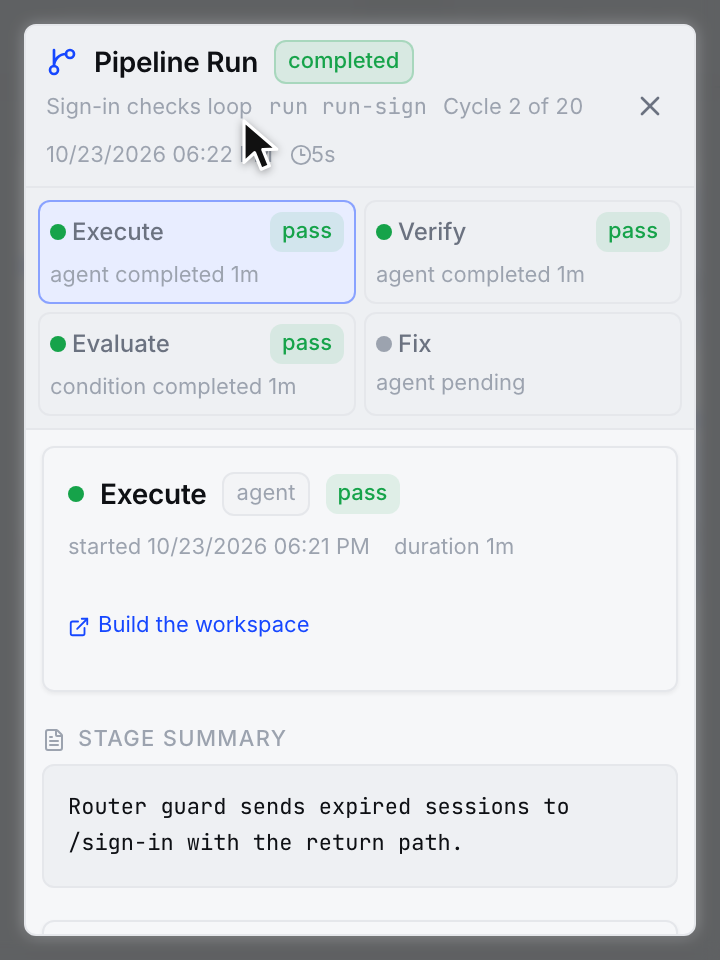 Pipeline Run completed
Sign-in checks loop run run-sign Cycle 2 of 20
10/23/2026 06:22 5s
Execute pass
agent completed 1m
Verify pass
agent completed 1m
Evaluate pass
condition completed 1m
Fix
agent pending
Execute agent pass
started 10/23/2026 06:21 PM duration 1m
Build the workspace
STAGE SUMMARY
Router guard sends expired sessions to
/sign-in with the return path.